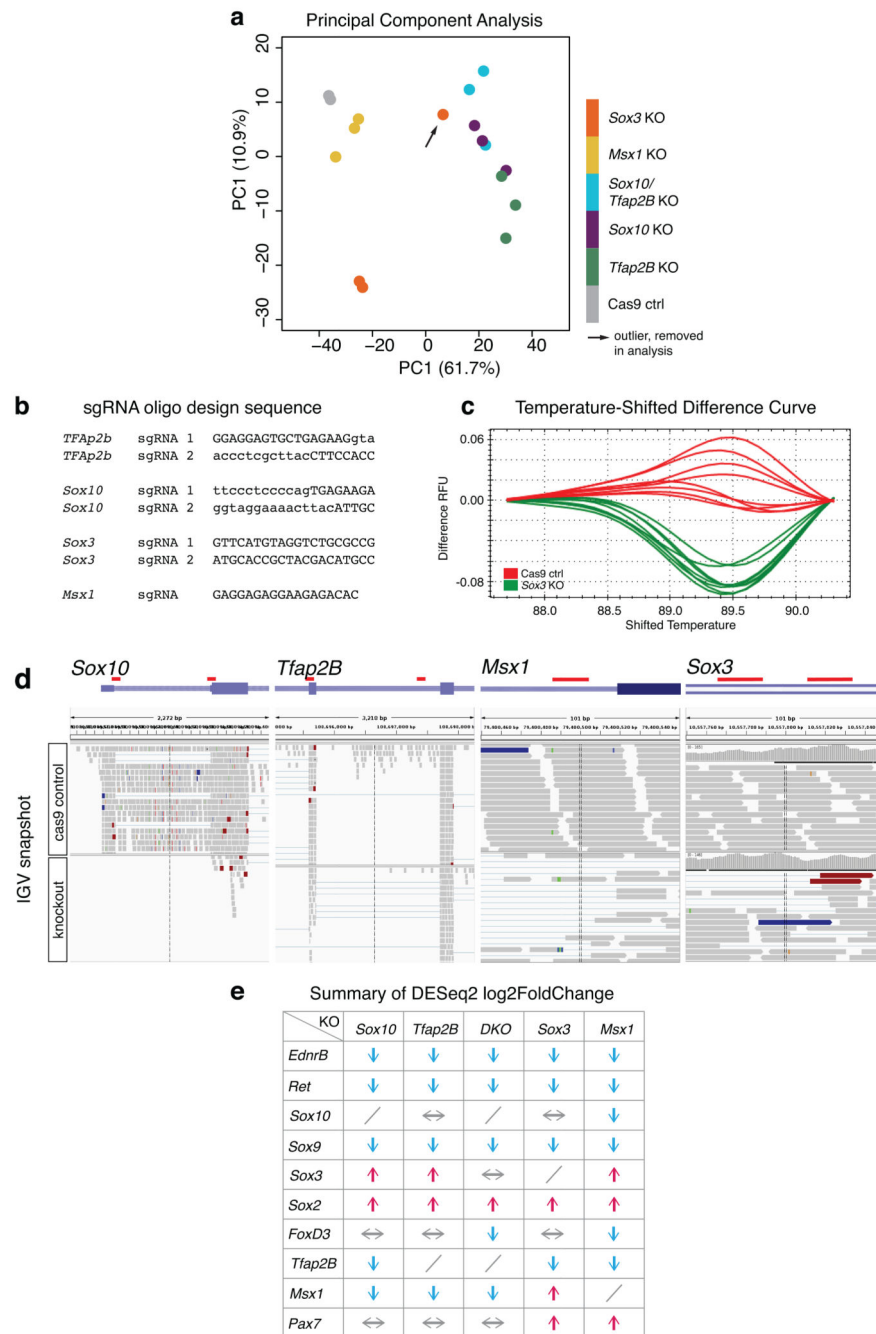 a
Principal Component Analysis
20
10
0
−10
−20
−30
PC1 (10.9%)
−40
−20
0
20
40
PC1 (61.7%)
Sox3 KO
Msx1 KO
Sox10/
Tfap2B KO
Sox10 KO
Tfap2B KO
Cas9 ctrl
outlier, removed
in analysis
b
sgRNA oligo design sequence
TFAp2b sgRNA 1 GGAGGAGTGCTGAGAAGgta
TFAp2b sgRNA 2 accctcgcttacCTTCCACC
Sox10 sgRNA 1 ttccctccccagTGAGAAGA
Sox10 sgRNA 2 ggtaggaaaacttacATTGC
Sox3 sgRNA 1 GTTCATGTAGGTCTGCGCCG
Sox3 sgRNA 2 ATGCACCGCTACGACATGCC
Msx1 sgRNA GAGGAGAGGAAGAGACAC
c
Temperature-Shifted Difference Curve
0.06
0.00
-0.08
Difference RFU
Cas9 ctrl
Sox3 KO
88.0
88.5
89.0
89.5
90.0
Shifted Temperature
d
Sox10
Tfap2B
Msx1
Sox3
2,272 bp
3,210 bp
101 bp
101 bp
IGV snapshot
cas9 control
knockout
e
Summary of DESeq2 log2FoldChange
KO Sox10 Tfap2B DKO Sox3 Msx1
EdnrB ↓ ↓ ↓ ↓ ↓
Ret ↓ ↓ ↓ ↓ ↓
Sox10 / ↔ / ↔ ↓
Sox9 ↓ ↓ ↓ ↓ ↓
Sox3 ↑ ↑ ↔ / ↑
Sox2 ↑ ↑ ↑ ↑ ↑
FoxD3 ↔ ↔ ↓ ↔ ↓
Tfap2B ↓ / / ↓ ↓
Msx1 ↓ ↓ ↓ ↑ /
Pax7 ↔ ↔ ↔ ↑ ↑